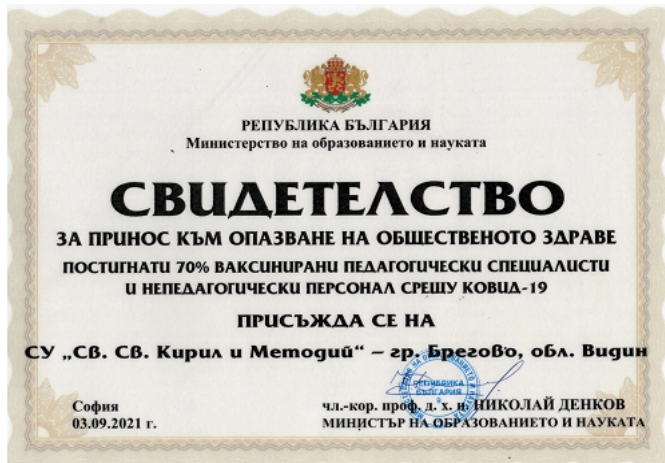 РЕПУБЛИКА БЪЛГАРИЯ
Министерство на образованието и науката
СВИДЕТЕЛСТВО
ЗА ПРИНОС КЪМ ОПАЗВАНЕ НА ОБЩЕСТВЕНОТО ЗДРАВЕ
ПОСТИГНАТИ 70% ВАКСИНИРАНИ ПЕДАГОГИЧЕСКИ СПЕЦИАЛИСТИ
И НЕПЕДАГОГИЧЕСКИ ПЕРСОНАЛ СРЕЩУ КОВИД-19
ПРИСЪЖДА СЕ НА
СУ „Св. Св. Кирил и Методий“ – гр. Брегово, обл. Видин
РЕПУБЛИКА
БЪЛГАРИЯ
София
03.09.2021 г.
чл.-кор. проф. д. х. н. НИКОЛАЙ ДЕНКОВ
МИНИСТЪР НА ОБРАЗОВАНИЕТО И НАУКАТА